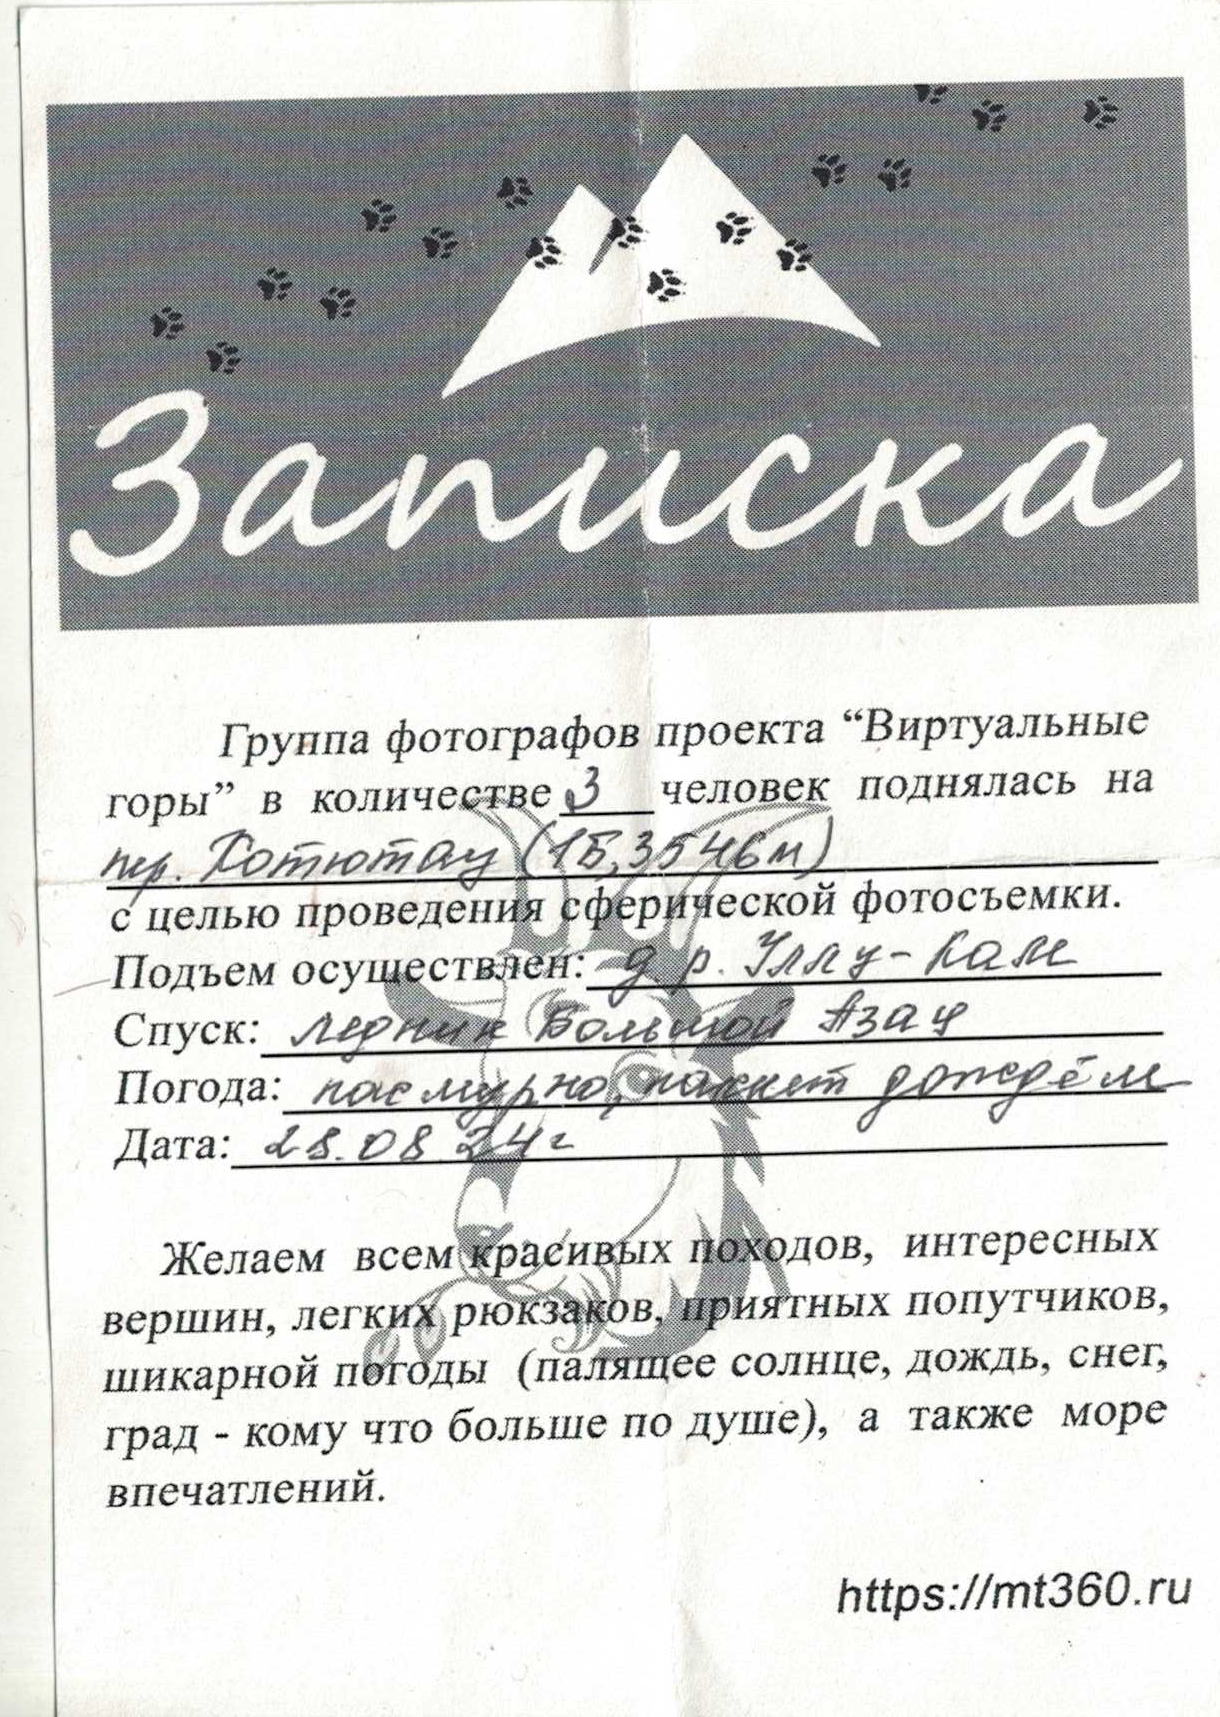 Записка
Группа фотографов проекта “Виртуальные
горы” в количестве 3 человек поднялась на
пер. Хотютау (1Б, 3546м)
с целью проведения сферической фотосъемки.
Подъем осуществлен: д р. Уллу-Кам
Спуск: ледник Большой Азау
Погода: пасмурно, пахнет дождём
Дата: 28.08 24г
Желаем всем красивых походов, интересных
вершин, легких рюкзаков, приятных попутчиков,
шикарной погоды (палящее солнце, дождь, снег,
град - кому что больше по душе), а также море
впечатлений.
https://mt360.ru